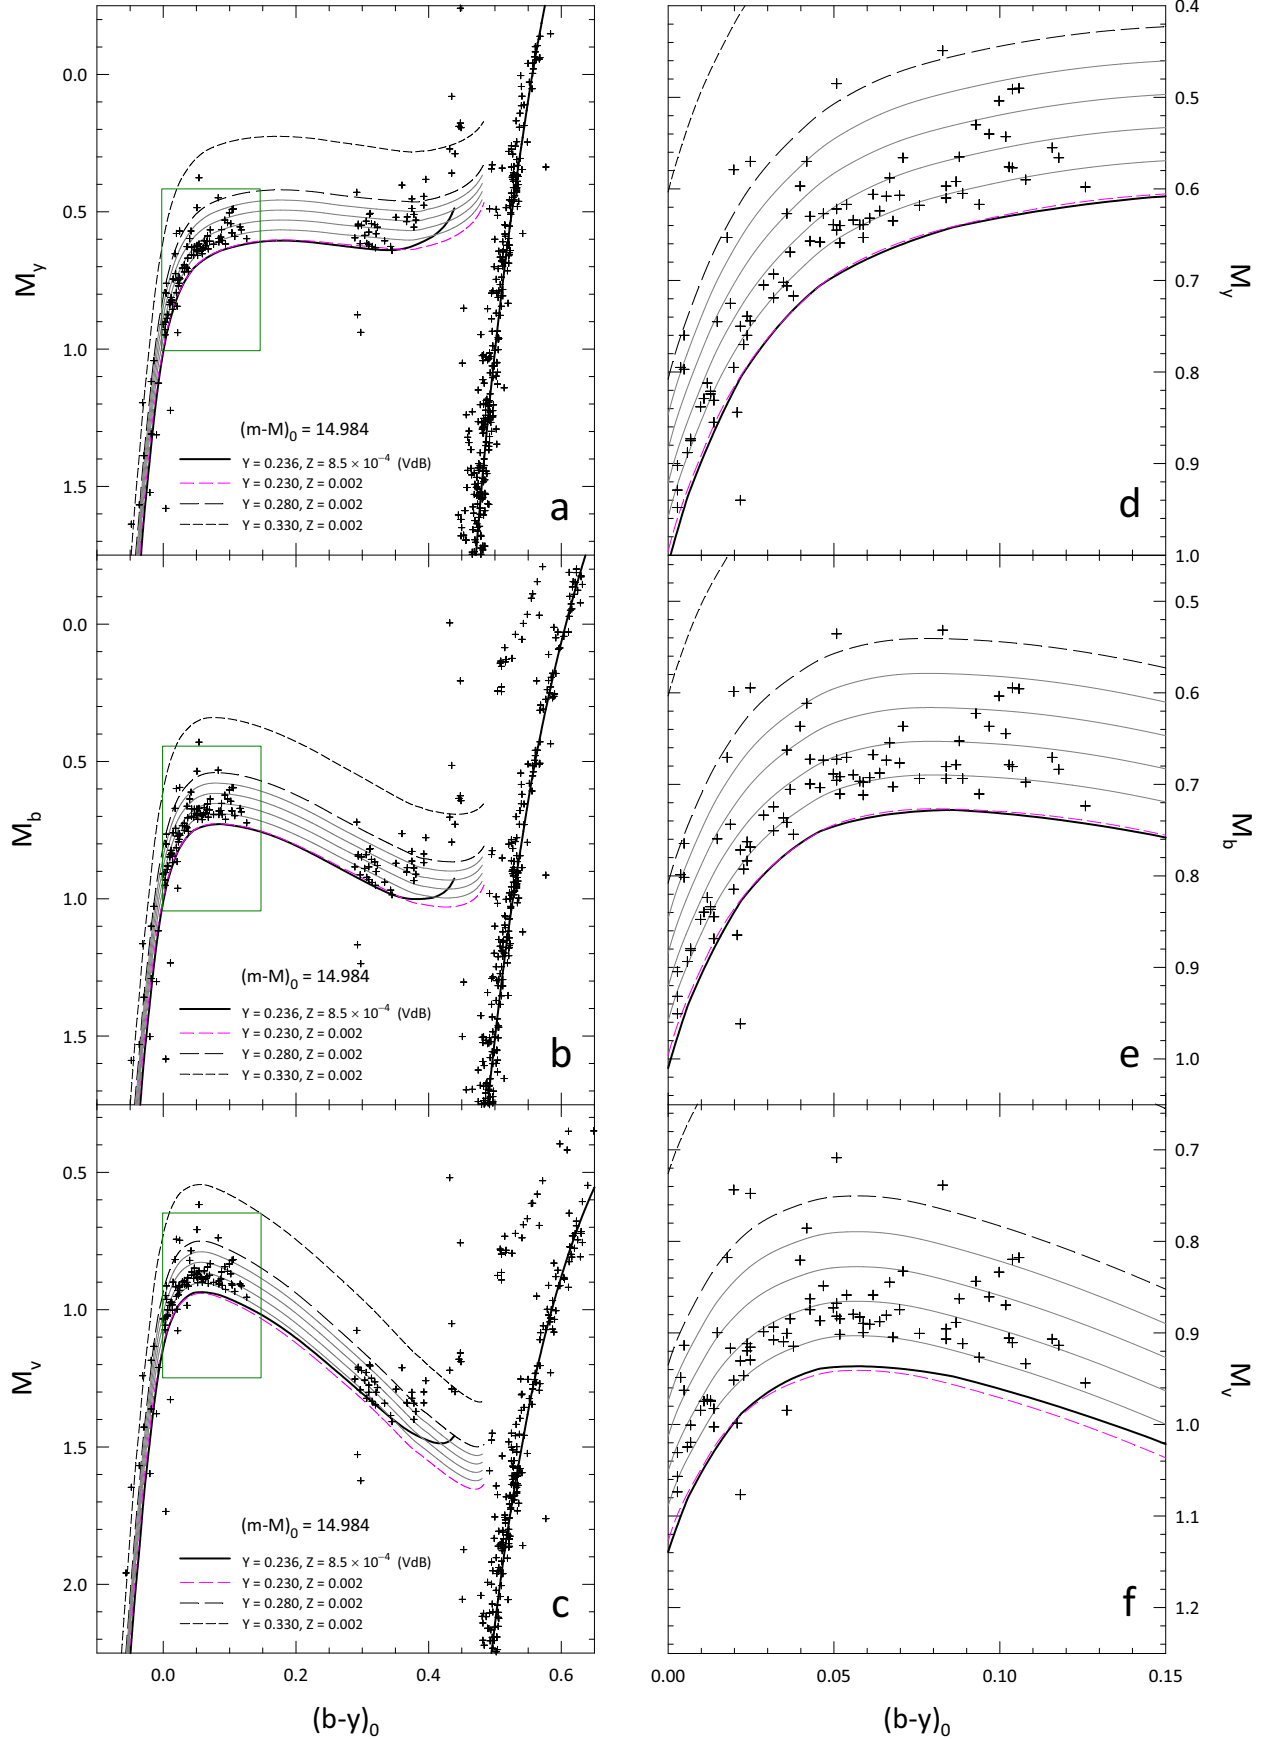 0.0
0.5
1.0
1.5
M_y
(m-M)_0 = 14.984
Y = 0.236, Z = 8.5 × 10^−4 (VdB)
Y = 0.230, Z = 0.002
Y = 0.280, Z = 0.002
Y = 0.330, Z = 0.002
a
0.4
0.5
0.6
0.7
0.8
0.9
1.0
M_y
d
0.0
0.5
1.0
1.5
M_b
(m-M)_0 = 14.984
Y = 0.236, Z = 8.5 × 10^−4 (VdB)
Y = 0.230, Z = 0.002
Y = 0.280, Z = 0.002
Y = 0.330, Z = 0.002
b
0.5
0.6
0.7
0.8
0.9
1.0
M_b
e
0.5
1.0
1.5
2.0
M_v
(m-M)_0 = 14.984
Y = 0.236, Z = 8.5 × 10^−4 (VdB)
Y = 0.230, Z = 0.002
Y = 0.280, Z = 0.002
Y = 0.330, Z = 0.002
c
0.0 0.2 0.4 0.6
(b-y)_0
0.7
0.8
0.9
1.0
1.1
1.2
M_v
f
0.00 0.05 0.10 0.15
(b-y)_0